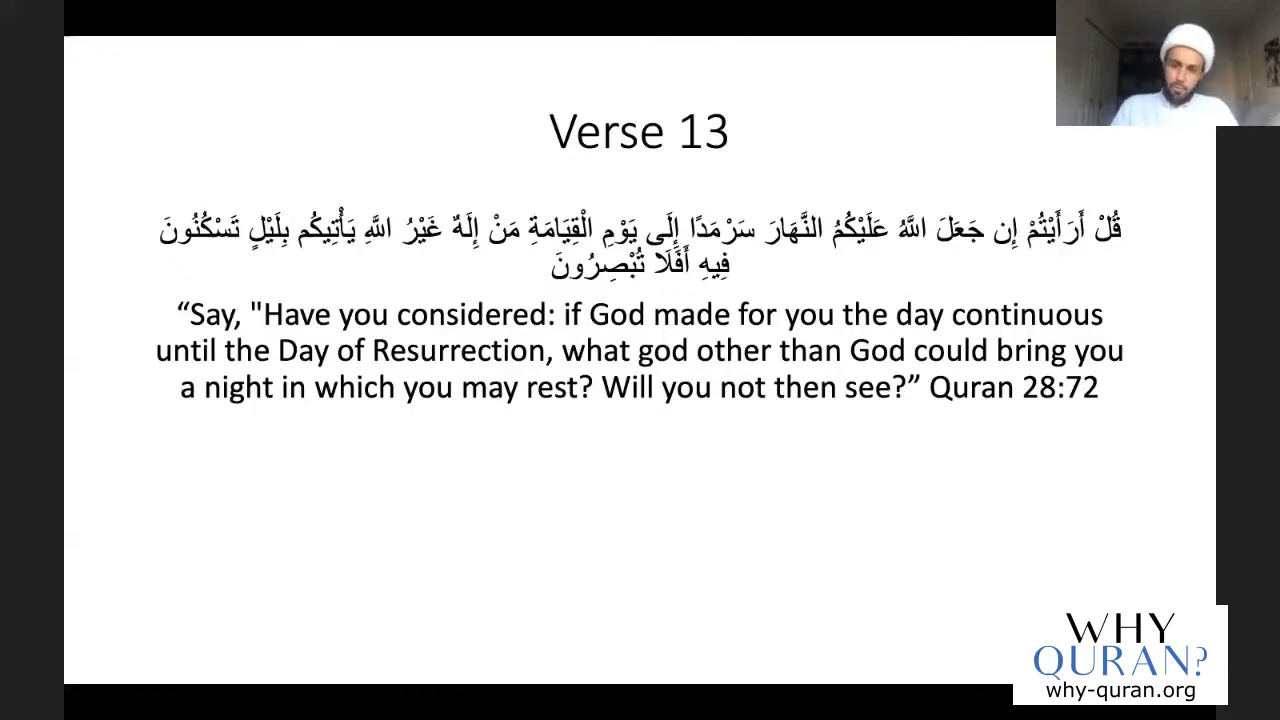 Verse 13
قُلْ أَرَأَيْتُمْ إِن جَعَلَ اللَّهُ عَلَيْكُمُ النَّهَارَ سَرْمَدًا إِلَى يَوْمِ الْقِيَامَةِ مَنْ إِلَهٌ غَيْرُ اللَّهِ يَأْتِيكُم بِلَيْلٍ تَسْكُنُونَ
فِيهِ أَفَلَا تُبْصِرُونَ
“Say, "Have you considered: if God made for you the day continuous
until the Day of Resurrection, what god other than God could bring you
a night in which you may rest? Will you not then see?” Quran 28:72
WHY
QURAN?
why-quran.org